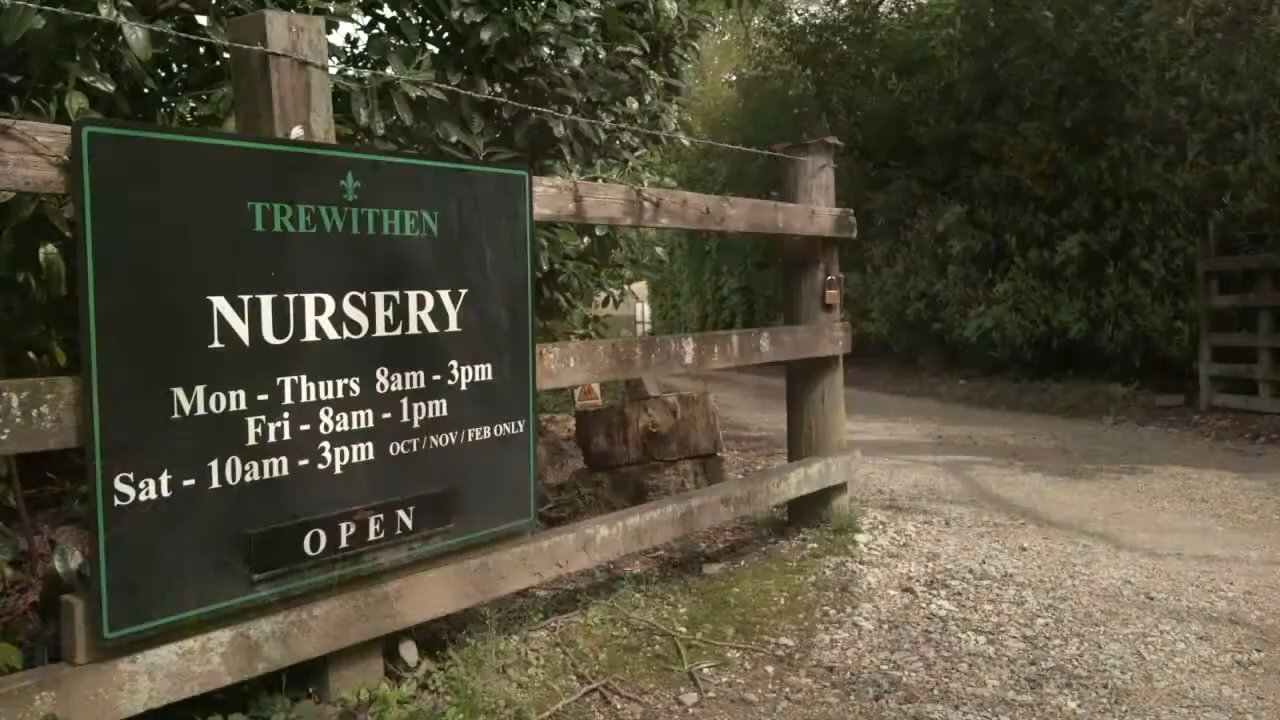 TREWITHEN
NURSERY
Mon - Thurs 8am - 3pm
Fri - 8am - 1pm
Sat - 10am - 3pm OCT / NOV / FEB ONLY
OPEN